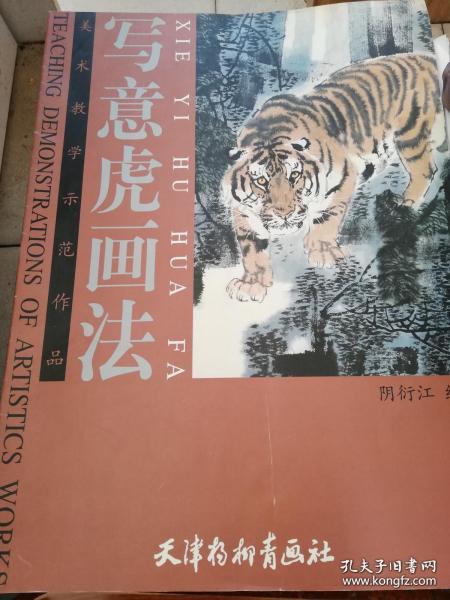 TEACHING DEMONSTRATIONS OF ARTISTICS WORKS
美术教学示范作品
写意虎画法
XIE YI HU HUA FA
阴衍江
天津杨柳青画社
孔夫子旧书网
www.kongfz.com